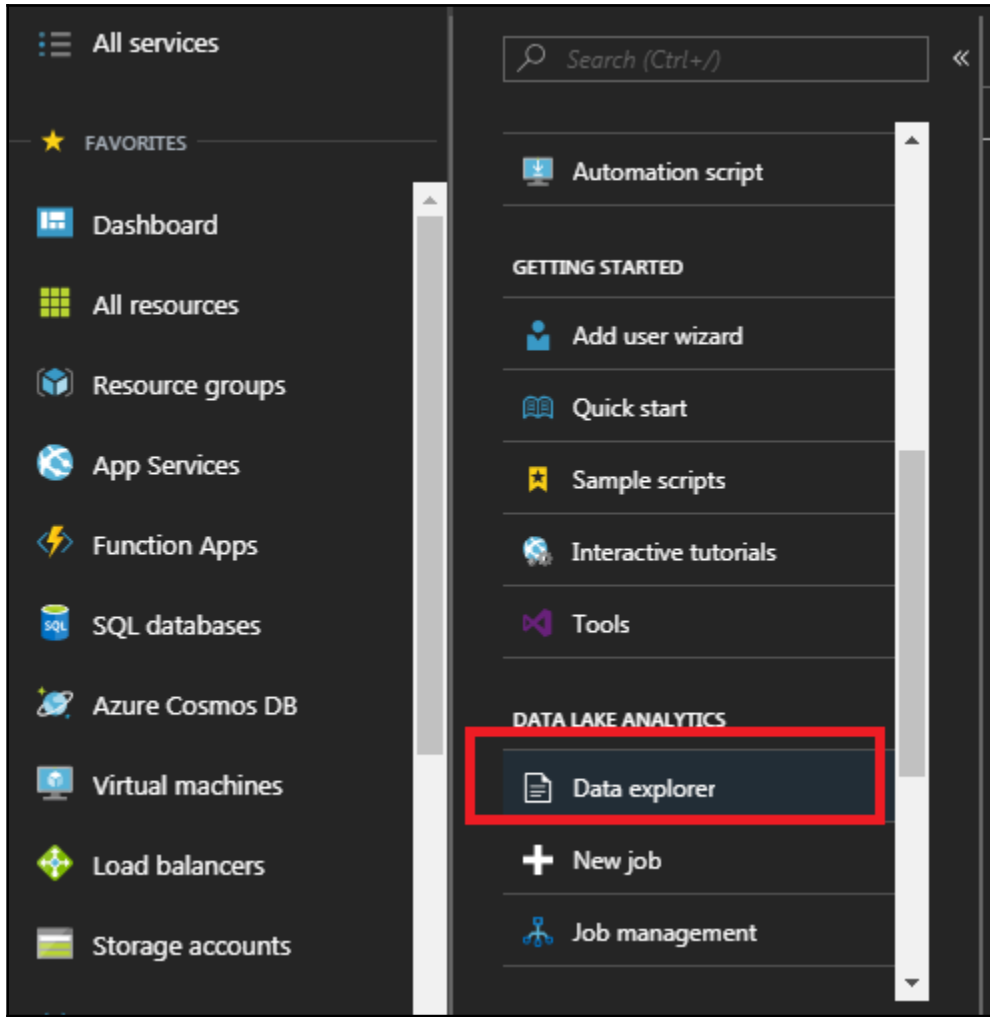 All services
FAVORITES
Dashboard
All resources
Resource groups
App Services
Function Apps
SQL
SQL databases
Azure Cosmos DB
Virtual machines
Load balancers
Storage accounts
Search (Ctrl+/)
Automation script
GETTING STARTED
Add user wizard
Quick start
Sample scripts
Interactive tutorials
Tools
DATA LAKE ANALYTICS
Data explorer
New job
Job management